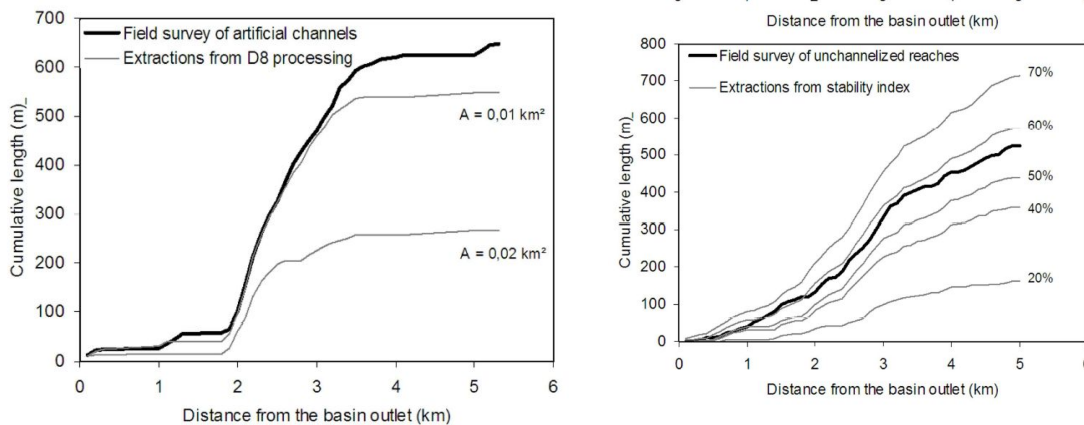 700
600
500
400
300
200
100
0
Cumulative length (m)_
Field survey of artificial channels
Extractions from D8 processing
A = 0,01 km²
A = 0,02 km²
0 1 2 3 4 5 6
Distance from the basin outlet (km)
Distance from the basin outlet (km)
800
700
600
500
400
300
200
100
0
Cumulative length (m)_
Field survey of unchannelized reaches
Extractions from stability index
70%
60%
50%
40%
20%
0 1 2 3 4 5 6
Distance from the basin outlet (km)